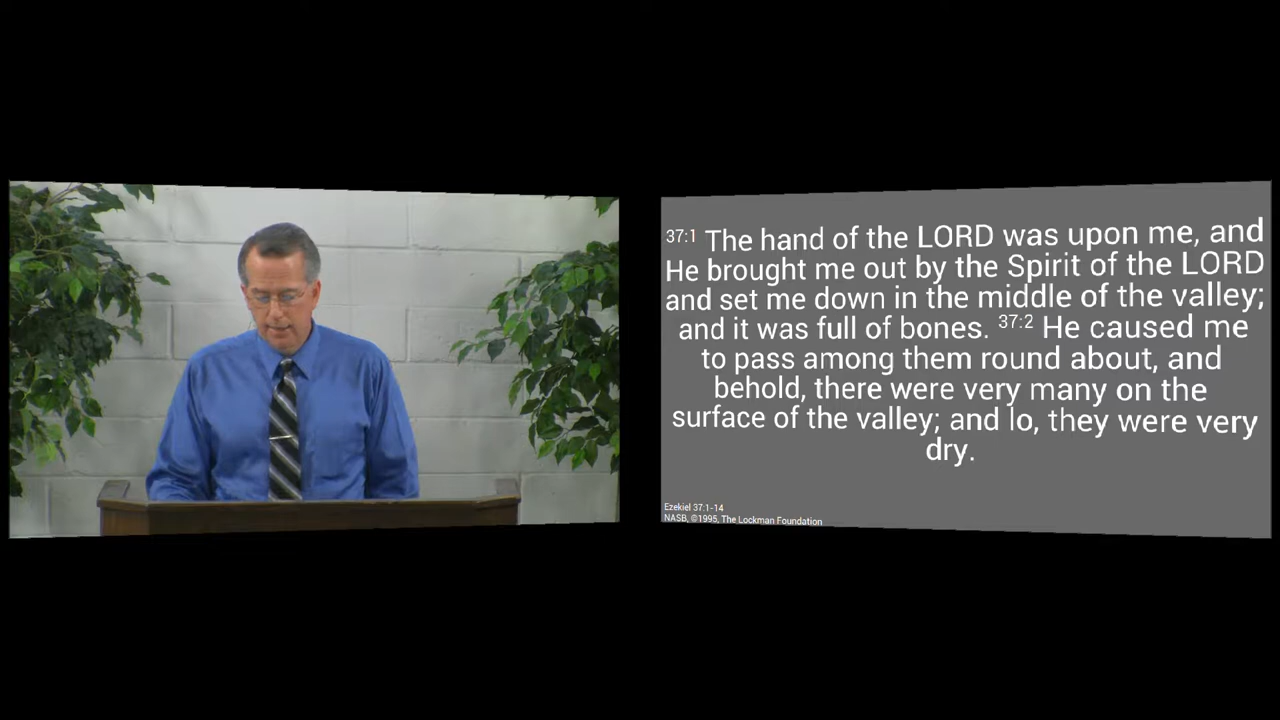 37:1 The hand of the LORD was upon me, and
He brought me out by the Spirit of the LORD
and set me down in the middle of the valley;
and it was full of bones. 37:2 He caused me
to pass among them round about, and
behold, there were very many on the
surface of the valley; and lo, they were very
dry.
Ezekiel 37:1-14
NASB, ©1995, The Lockman Foundation